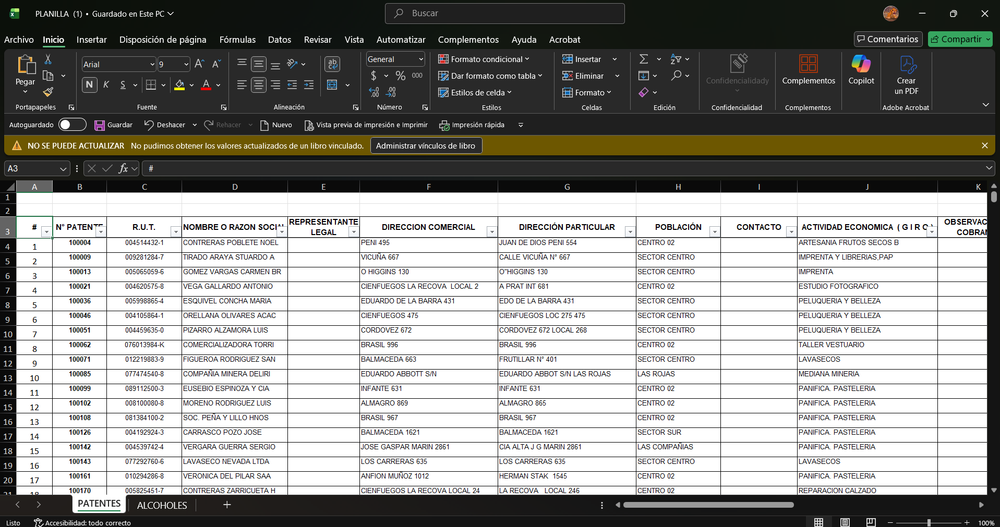 PLANILLA (1) • Guardado en Este PC
Buscar
Archivo Inicio Insertar Disposición de página Fórmulas Datos Revisar Vista Automatizar Complementos Ayuda Acrobat Comentarios Compartir
Pegar
Portapapeles
Arial 9 A A
N K S A
Fuente
ab
Alineación
General
$ % 000
Número
Formato condicional
Dar formato como tabla
Estilos de celda
Estilos
Insertar
Eliminar
Formato
Celdas
Edición
Confidencialidady
Confidencialidad
Complementos
Complementos
Copilot
Crear
un PDF
Adobe Acrobat
Autoguardado Guardar Deshacer Rehacer Nuevo Vista previa de impresión e Imprimir Impresión rápida
NO SE PUEDE ACTUALIZAR No pudimos obtener los valores actualizados de un libro vinculado. Administrar vínculos de libro
A3 fx #
A B C D E F G H I J K
1
2
3 # N° PATENTE R.U.T. NOMBRE O RAZON SOCIAL REPRESENTANTE LEGAL DIRECCION COMERCIAL DIRECCIÓN PARTICULAR POBLACIÓN CONTACTO ACTIVIDAD ECONOMICA ( G I R O ) OBSERVAC COBRAN
4 1 100004 004514432-1 CONTRERAS POBLETE NOEL PENI 495 JUAN DE DIOS PENI 554 CENTRO 02 ARTESANIA FRUTOS SECOS B
5 2 100009 009281284-7 TIRADO ARAYA STUARDO A VICUÑA 667 CALLE VICUÑA N° 667 SECTOR CENTRO IMPRENTA Y LIBRERIAS,PAP
6 3 100013 005065059-6 GOMEZ VARGAS CARMEN BR O HIGGINS 130 O"HIGGINS 130 SECTOR CENTRO IMPRENTA
7 4 100021 004620575-8 VEGA GALLARDO ANTONIO CIENFUEGOS LA RECOVA LOCAL 2 A PRAT INT 681 CENTRO 02 ESTUDIO FOTOGRAFICO
8 5 100036 005998865-4 ESQUIVEL CONCHA MARIA EDUARDO DE LA BARRA 431 EDO DE LA BARRA 431 SECTOR CENTRO PELUQUERIA Y BELLEZA
9 6 100046 004105864-1 ORELLANA OLIVARES ACAC CIENFUEGOS 475 CIENFUEGOS LOC 275 475 SECTOR CENTRO PELUQUERIA Y BELLEZA
10 7 100051 004459635-0 PIZARRO ALZAMORA LUIS CORDOVEZ 672 CORDOVEZ 672 LOCAL 268 SECTOR CENTRO PELUQUERIA Y BELLEZA
11 8 100062 076013984-K COMERCIALIZADORA TORRI BRASIL 996 BRASIL 996 CENTRO 02 TALLER VESTUARIO
12 9 100071 012219883-9 FIGUEROA RODRIGUEZ SAN BALMACEDA 663 FRUTILLAR N° 401 SECTOR CENTRO LAVASECOS
13 10 100085 077474540-8 COMPAÑIA MINERA DELIRI EDUARDO ABBOTT S/N EDUARDO ABBOT S/N LAS ROJAS LAS ROJAS MEDIANA MINERIA
14 11 100099 089112500-3 EUSEBIO ESPINOZA Y CIA INFANTE 631 INFANTE 631 CENTRO 02 PANIFICA. PASTELERIA
15 12 100102 008100080-8 MORENO RODRIGUEZ LUIS ALMAGRO 869 ALMAGRO 865 CENTRO 02 PANIFICA. PASTELERIA
16 13 100108 081384100-2 SOC. PEÑA Y LILLO HNOS BRASIL 967 BRASIL 967 CENTRO 02 PANIFICA. PASTELERIA
17 14 100126 004192924-3 CARRASCO POZO JOSE BALMACEDA 1621 BALMACEDA 1621 SECTOR SUR PANIFICA. PASTELERIA
18 15 100142 004539742-4 VERGARA GUERRA SERGIO JOSE GASPAR MARIN 2861 CIA ALTA J G MARIN 2861 LAS COMPAÑIAS PANIFICA. PASTELERIA
19 16 100143 077292760-6 LAVASECO NEVADA LTDA LOS CARRERAS 635 LOS CARRERAS 635 SECTOR CENTRO LAVASECOS
20 17 100161 010294286-8 VERONICA DEL PILAR SAA ANFION MUÑOZ 1012 HERMAN STAK 1545 CENTRO 02 PANIFICA. PASTELERIA
21 18 100170 005825451-7 CONTRERAS ZARRICUETA H CIENFUEGOS LA RECOVA LOCAL 24 LA RECOVA LOCAL 246 CENTRO 02 REPARACION CALZADO
PATENTES ALCOHOLES
Listo Accesibilidad: todo correcto 100%